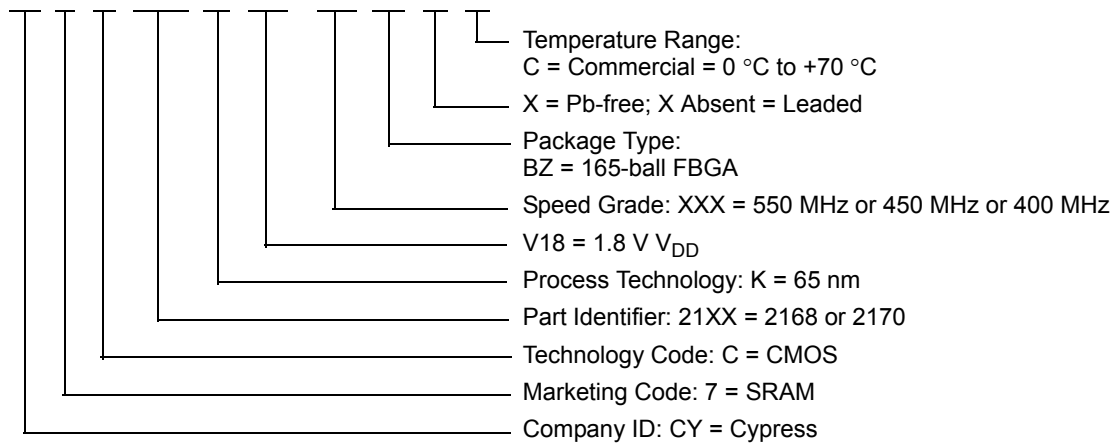 Temperature Range:
C = Commercial = 0 °C to +70 °C
X = Pb-free; X Absent = Leaded
Package Type:
BZ = 165-ball FBGA
Speed Grade: XXX = 550 MHz or 450 MHz or 400 MHz
V18 = 1.8 V VDD
Process Technology: K = 65 nm
Part Identifier: 21XX = 2168 or 2170
Technology Code: C = CMOS
Marketing Code: 7 = SRAM
Company ID: CY = Cypress